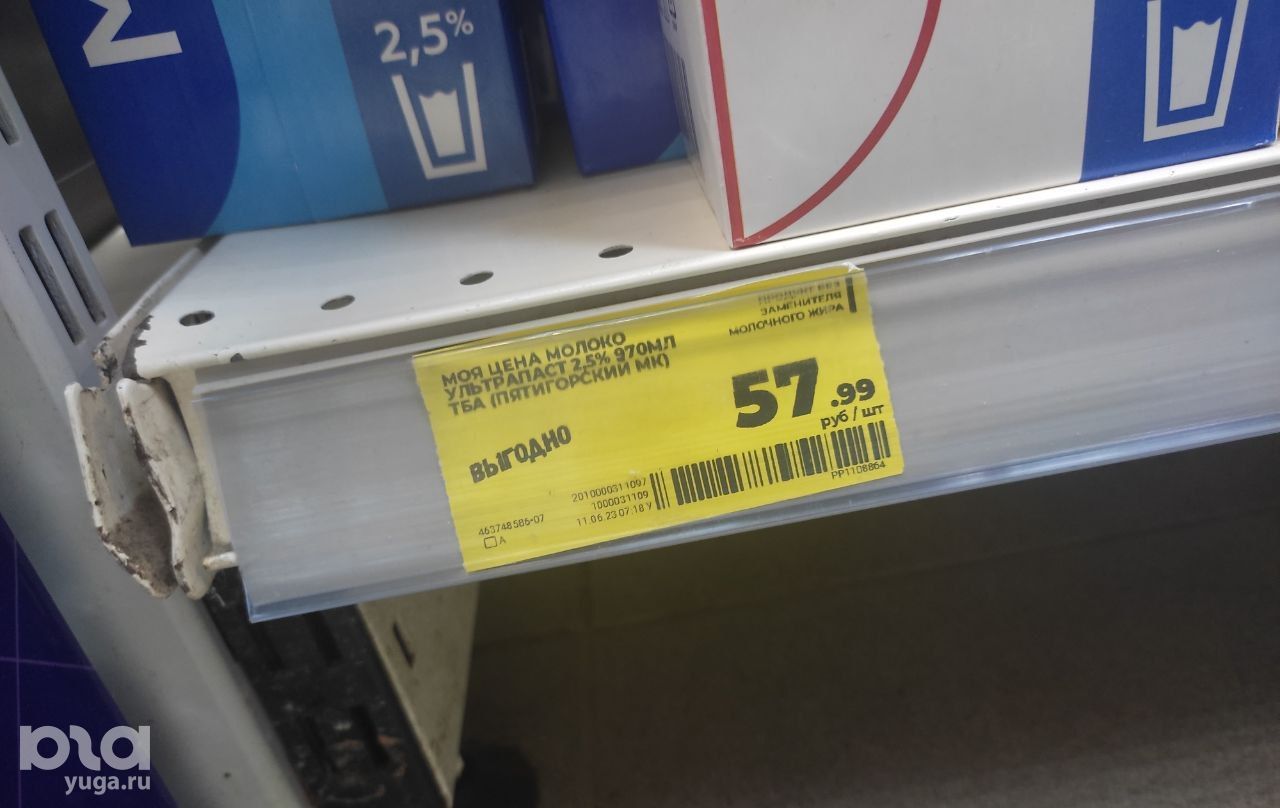 2,5%
ПРОДУКТ БЕЗ
ЗАМЕНИТЕЛЯ
МОЛОЧНОГО ЖИРА
МОЯ ЦЕНА МОЛОКО
УЛЬТРАПАСТ 2,5% 970МЛ
ТБА (ПЯТИГОРСКИЙ МК)
57.99
руб / шт
ВЫГОДНО
2010000311097
1000031109
11.06.23 07:18 У
PP1108864
463748586-07
А
yuga.ru